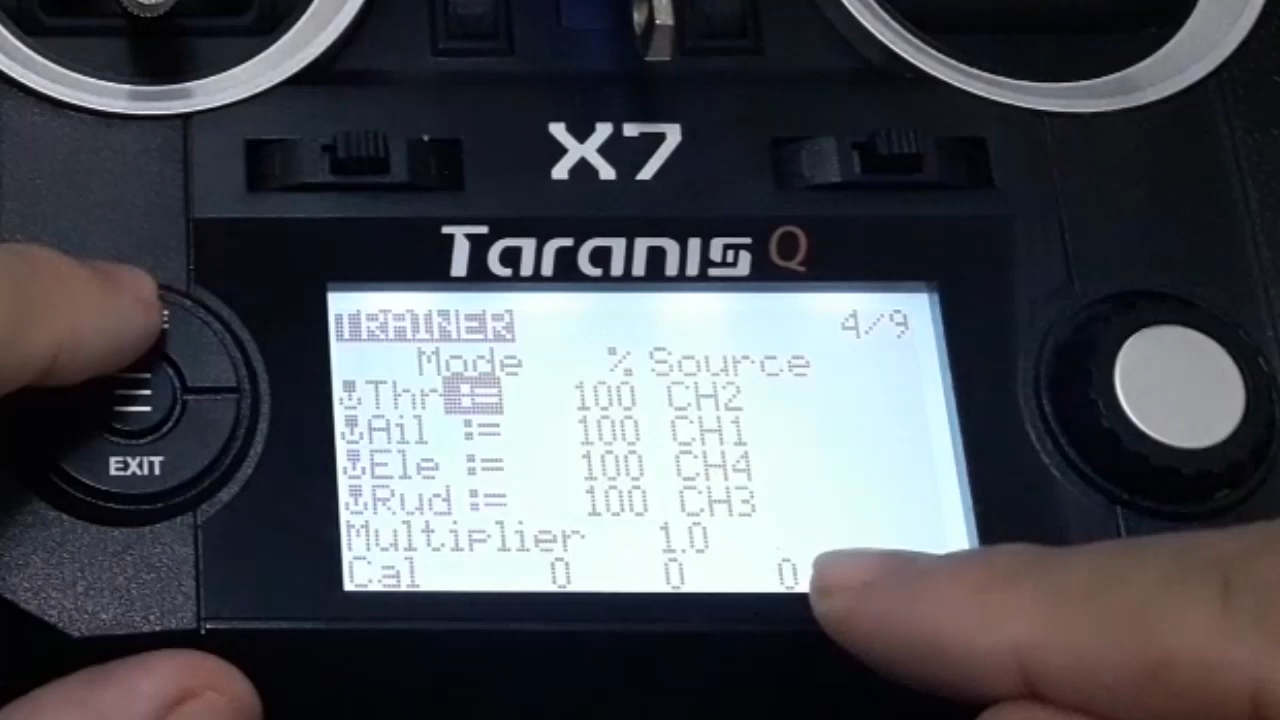 X7
Taranis Q
TRAINER 4/9
Mode % Source
Thr 100 CH2
Ail := 100 CH1
Ele := 100 CH4
Rud := 100 CH3
Multiplier 1.0
Cal 0 0 0
EXIT